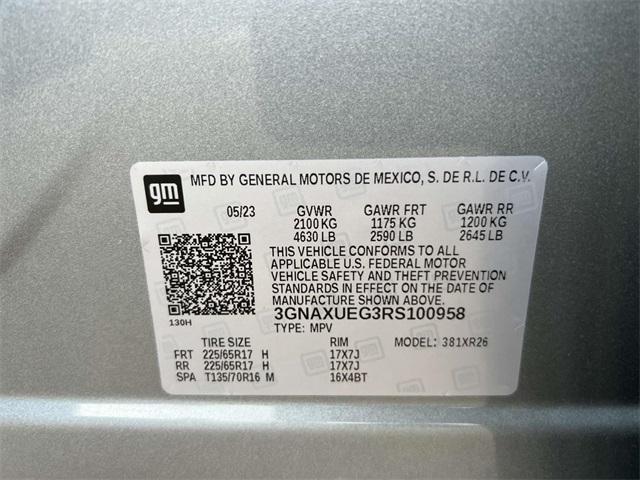 gm MFD BY GENERAL MOTORS DE MEXICO, S. DE R.L. DE C.V.
05/23 GVWR GAWR FRT GAWR RR
2100 KG 1175 KG 1200 KG
4630 LB 2590 LB 2645 LB
THIS VEHICLE CONFORMS TO ALL
APPLICABLE U.S. FEDERAL MOTOR
VEHICLE SAFETY AND THEFT PREVENTION
STANDARDS IN EFFECT ON THE DATE OF
MANUFACTURE SHOWN ABOVE.
3GNAXUEG3RS100958
130H
TYPE: MPV
TIRE SIZE RIM MODEL: 381XR26
FRT 225/65R17 H 17X7J
RR 225/65R17 H 17X7J
SPA T135/70R16 M 16X4BT